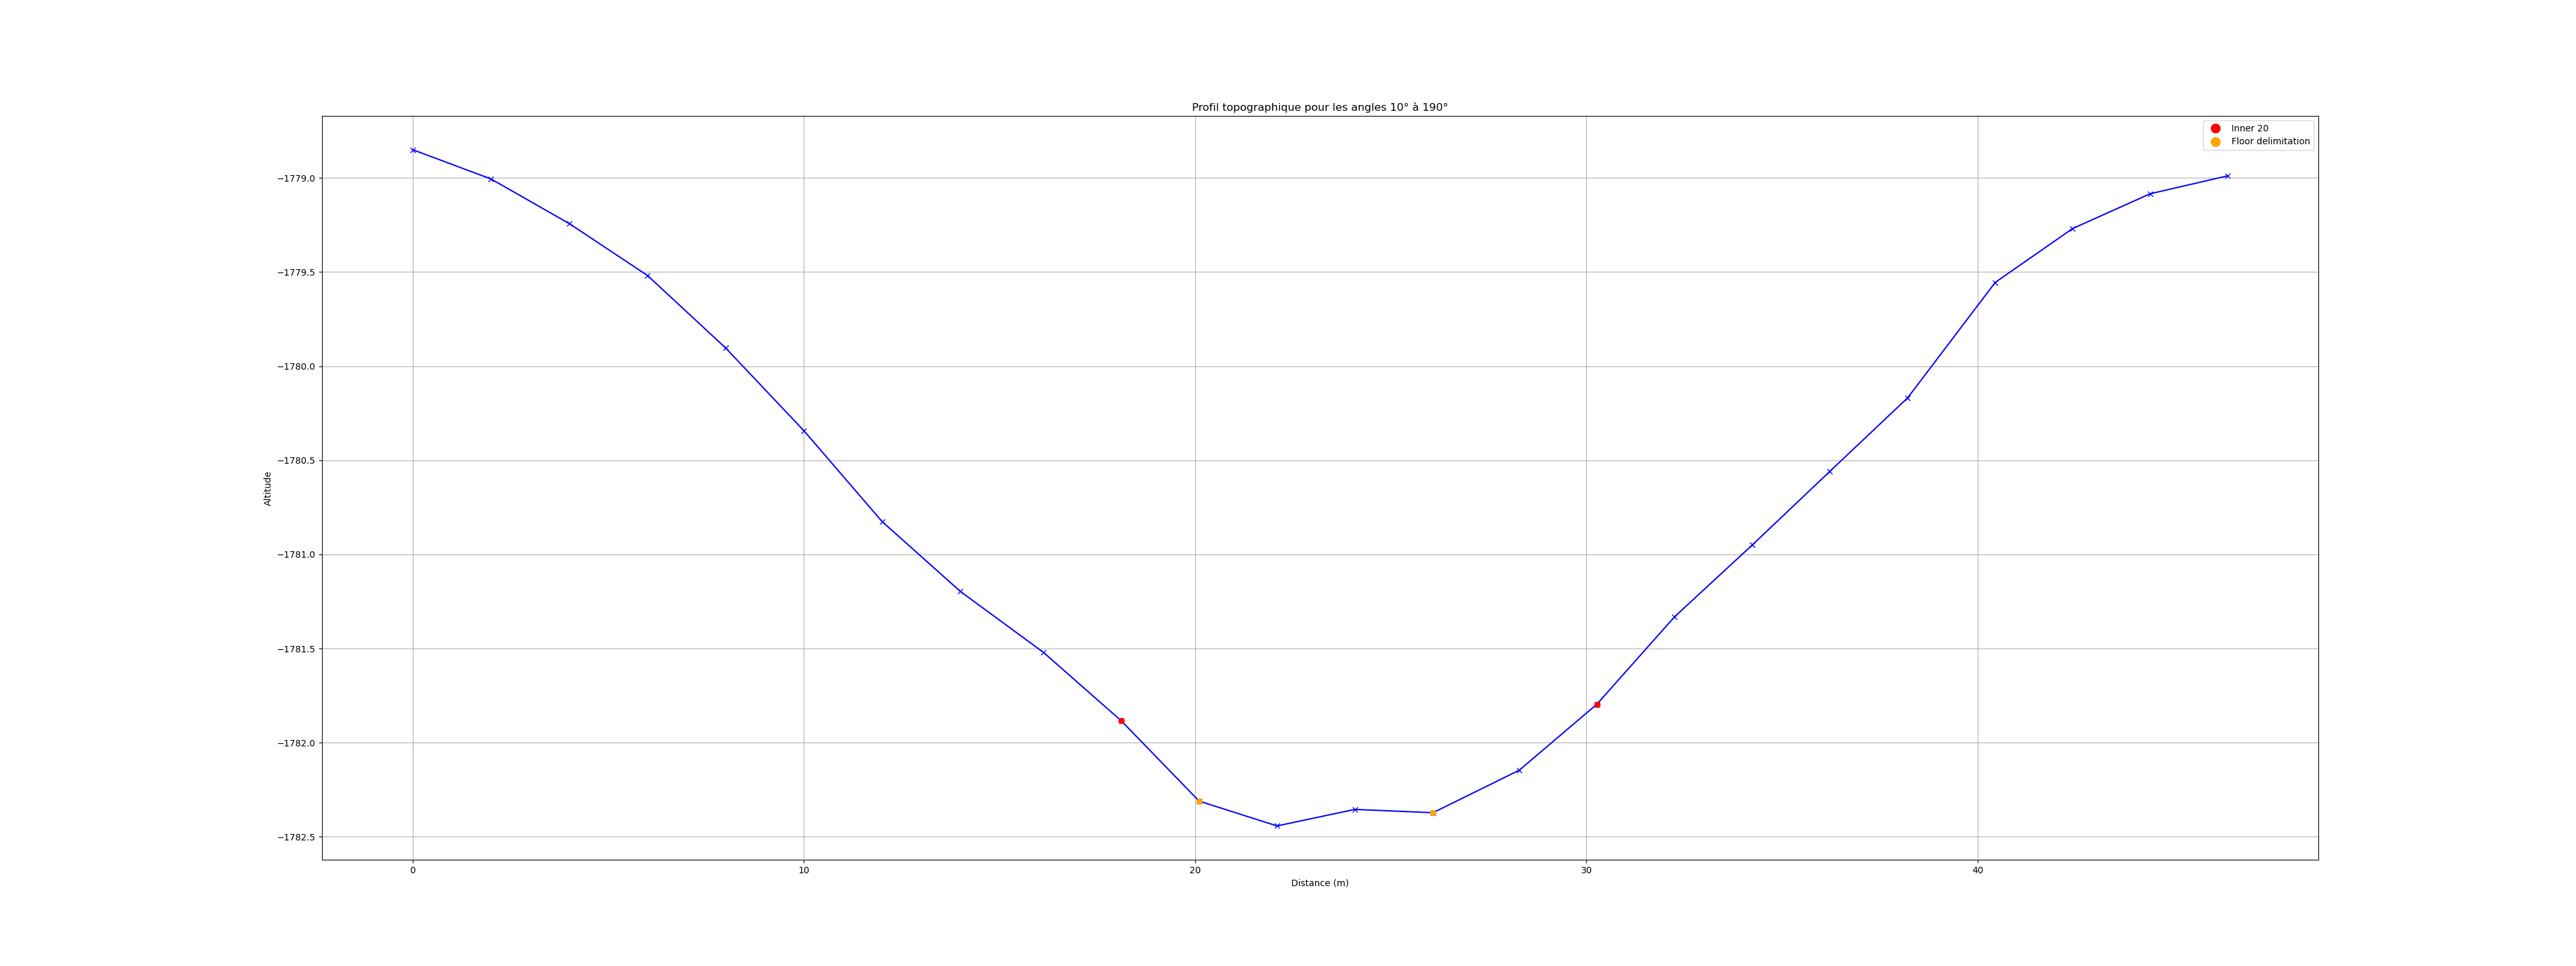 Profil topographique pour les angles 10° à 190°
Inner 20
Floor delimitation
−1779.0
−1779.5
−1780.0
−1780.5
−1781.0
−1781.5
−1782.0
−1782.5
Altitude
0 10 20 30 40
Distance (m)